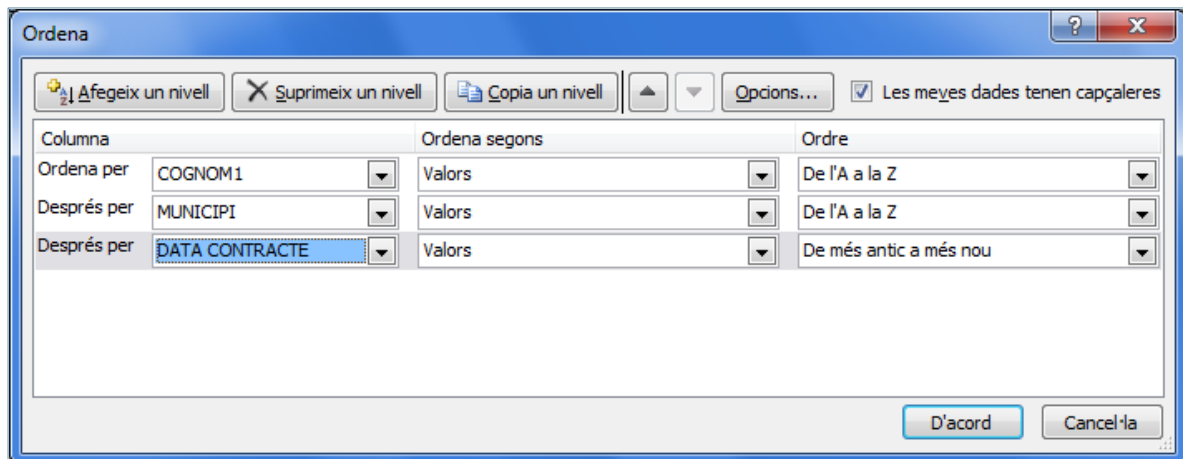 Ordena
Afegeix un nivell Suprimeix un nivell Copia un nivell Opcions... Les meves dades tenen capçaleres
Columna Ordena segons Ordre
Ordena per COGNOM1 Valors De l'A a la Z
Després per MUNICIPI Valors De l'A a la Z
Després per DATA CONTRACTE Valors De més antic a més nou
D'acord Cancel·la